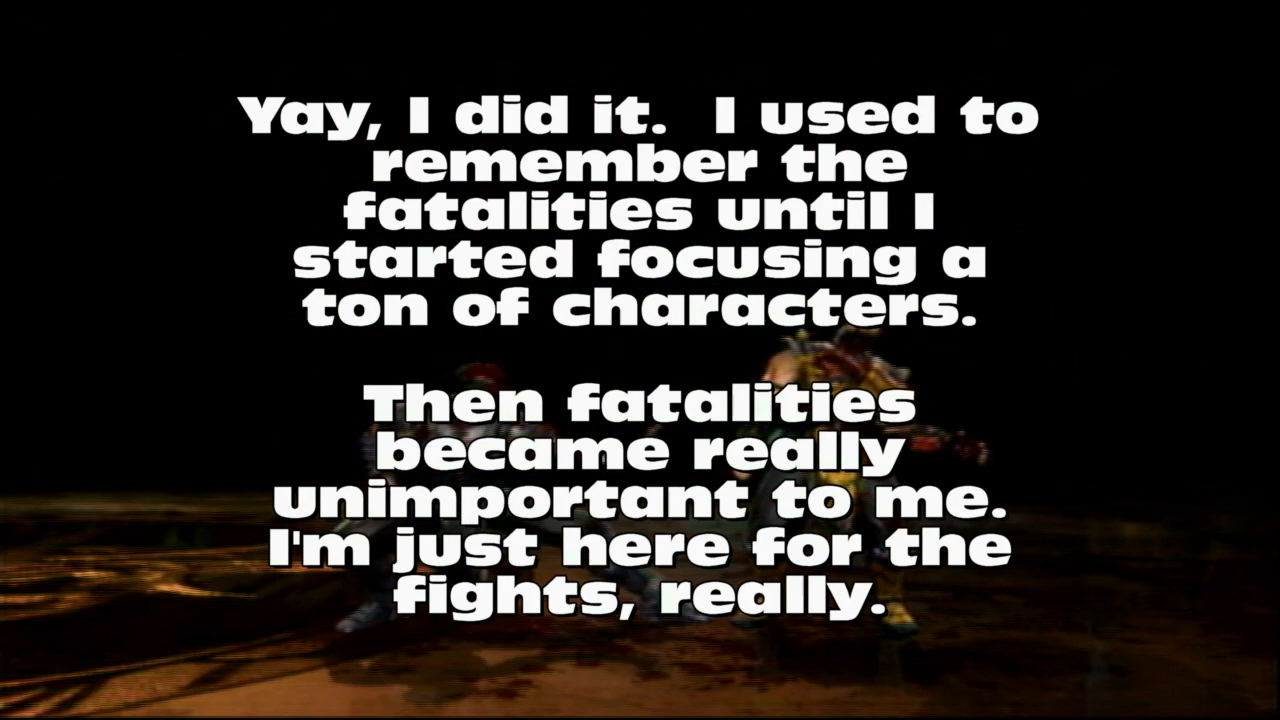 Yay, I did it.  I used to
remember the
fatalities until I
started focusing a
ton of characters.
Then fatalities
became really
unimportant to me.
I'm just here for the
fights, really.